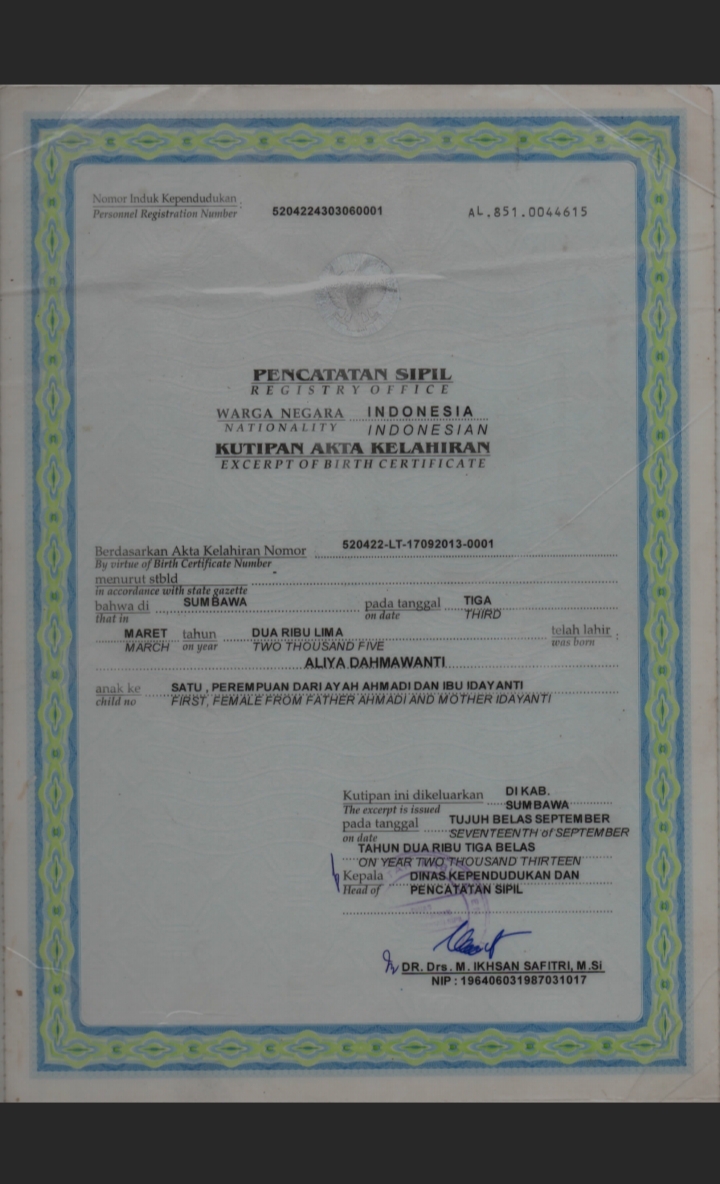 Nomor Induk Kependudukan :
Personnel Registration Number
5204224303060001
AL.851.0044615
PENCATATAN SIPIL
REGISTRY OFFICE
WARGA NEGARA INDONESIA
NATIONALITY INDONESIAN
KUTIPAN AKTA KELAHIRAN
EXCERPT OF BIRTH CERTIFICATE
Berdasarkan Akta Kelahiran Nomor 520422-LT-17092013-0001
By virtue of Birth Certificate Number
menurut stbld
in accordance with state gazette
bahwa di SUMBAWA pada tanggal TIGA
that in on date THIRD
MARET tahun DUA RIBU LIMA telah lahir :
MARCH on year TWO THOUSAND FIVE was born
ALIYA DAHMAWANTI
anak ke SATU , PEREMPUAN DARI AYAH AHMADI DAN IBU IDAYANTI
child no FIRST, FEMALE FROM FATHER AHMADI AND MOTHER IDAYANTI
Kutipan ini dikeluarkan DI KAB.
The excerpt is issued SUMBAWA
pada tanggal TUJUH BELAS SEPTEMBER
on date SEVENTEENTH of SEPTEMBER
TAHUN DUA RIBU TIGA BELAS
ON YEAR TWO THOUSAND THIRTEEN
Kepala DINAS KEPENDUDUKAN DAN
Head of PENCATATAN SIPIL
DR. Drs. M. IKHSAN SAFITRI, M.Si
NIP : 196406031987031017